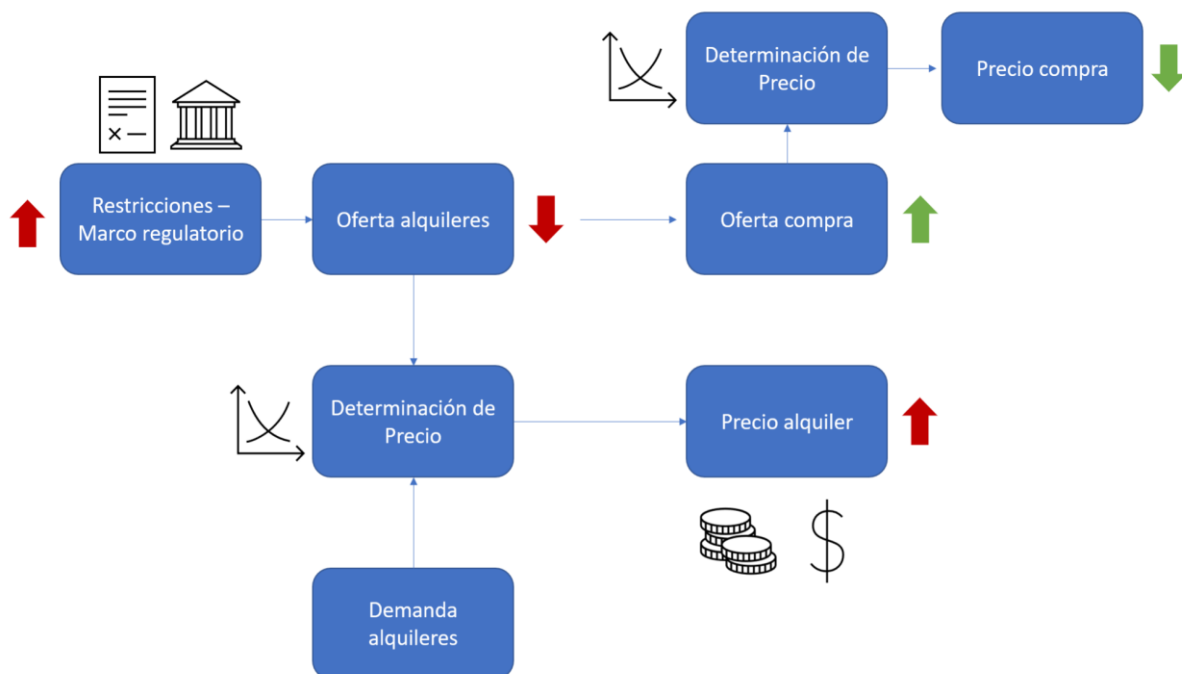 Determinación de
Precio
Precio compra
Restricciones –
Marco regulatorio
Oferta alquileres
Oferta compra
Determinación de
Precio
Precio alquiler
Demanda
alquileres